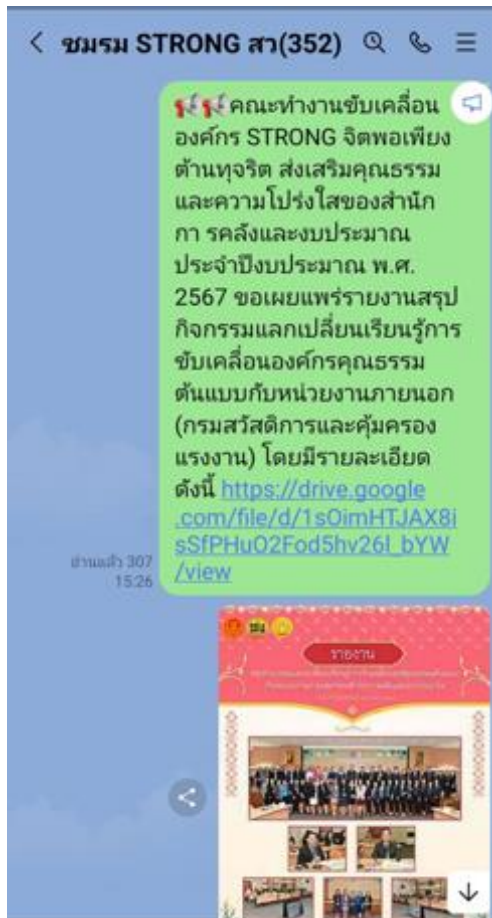 ชมรม STRONG สา(352)
คณะทำงานขับเคลื่อน
องค์กร STRONG จิตพอเพียง
ต้านทุจริต ส่งเสริมคุณธรรม
และความโปร่งใสของสำนัก
กา รคลังและงบประมาณ
ประจำปีงบประมาณ พ.ศ.
2567 ขอเผยแพร่รายงานสรุป
กิจกรรมแลกเปลี่ยนเรียนรู้การ
ขับเคลื่อนองค์กรคุณธรรม
ต้นแบบกับหน่วยงานภายนอก
(กรมสวัสดิการและคุ้มครอง
แรงงาน) โดยมีรายละเอียด
ดังนี้ https://drive.google
.com/file/d/1sOimHTJAX8i
sSfPHuO2Fod5hv26I_bYW
/view
อ่านแล้ว 307
15:26
รายงาน